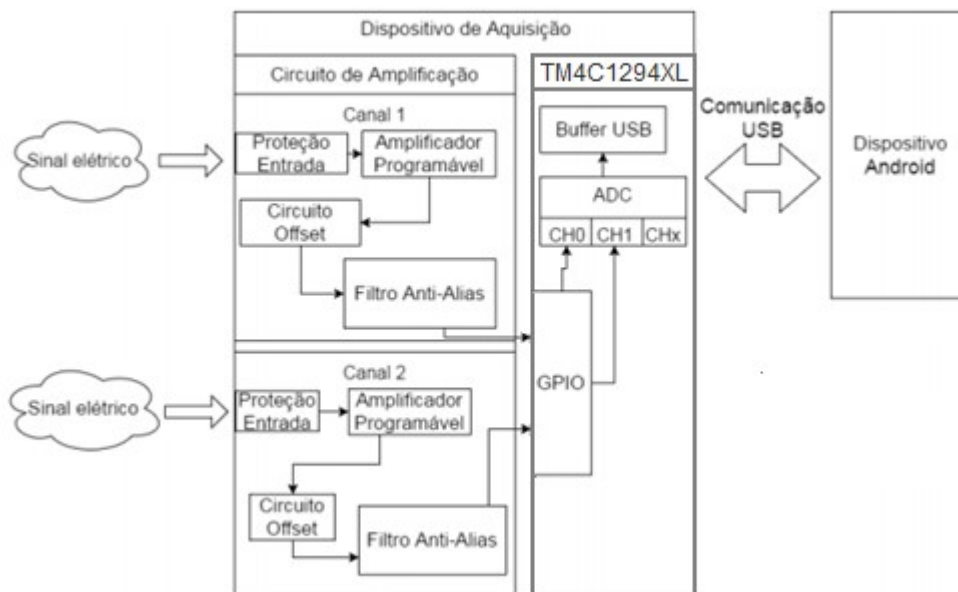 Dispositivo de Aquisição
Circuito de Amplificação
TM4C1294XL
Canal 1
Sinal elétrico
Proteção
Entrada
Amplificador
Programável
Circuito
Offset
Filtro Anti-Alias
Buffer USB
ADC
CH0
CH1
CHx
GPIO
Comunicação
USB
Dispositivo
Android
Canal 2
Sinal elétrico
Proteção
Entrada
Amplificador
Programável
Circuito
Offset
Filtro Anti-Alias